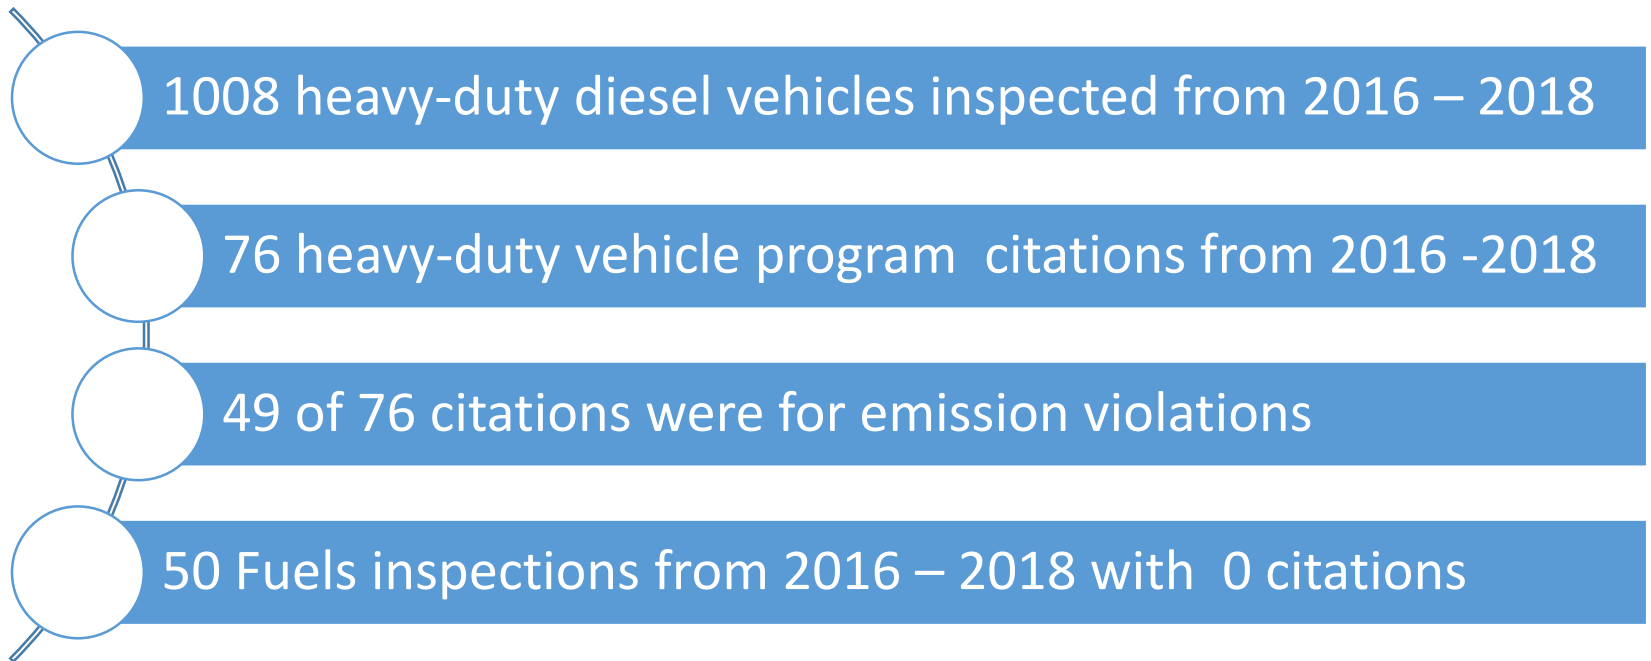 1008 heavy-duty diesel vehicles inspected from 2016 – 2018
76 heavy-duty vehicle program  citations from 2016 -2018
49 of 76 citations were for emission violations
50 Fuels inspections from 2016 – 2018 with  0 citations